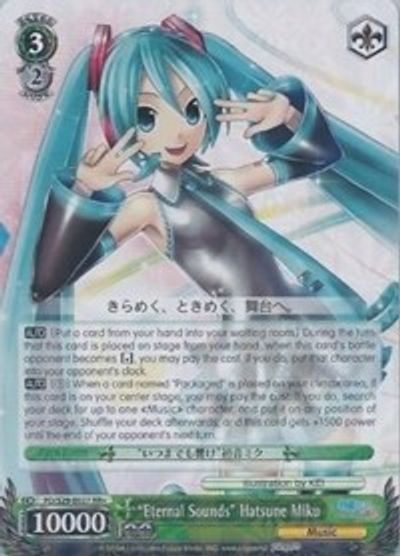 3
2
きらめく、ときめく、舞台へ。
AUTO [Put a card from your hand into your waiting room] During the turn
that this card is placed on stage from your hand, when this card's battle
opponent becomes [ ], you may pay the cost. If you do, put that character
into your opponent's clock.
AUTO When a card named "Packaged" is placed on your climax area, if
this card is on your center stage, you may pay the cost. If you do, search
your deck for up to one «Music» character, and put it on any position
of your stage. Shuffle your deck afterwards, and this card gets +1500 power
until the end of your opponent's next turn.
"いつまでも響け" 初音ミク
Illustration by KEI
"Eternal Sounds" Hatsune Miku
10000
Music